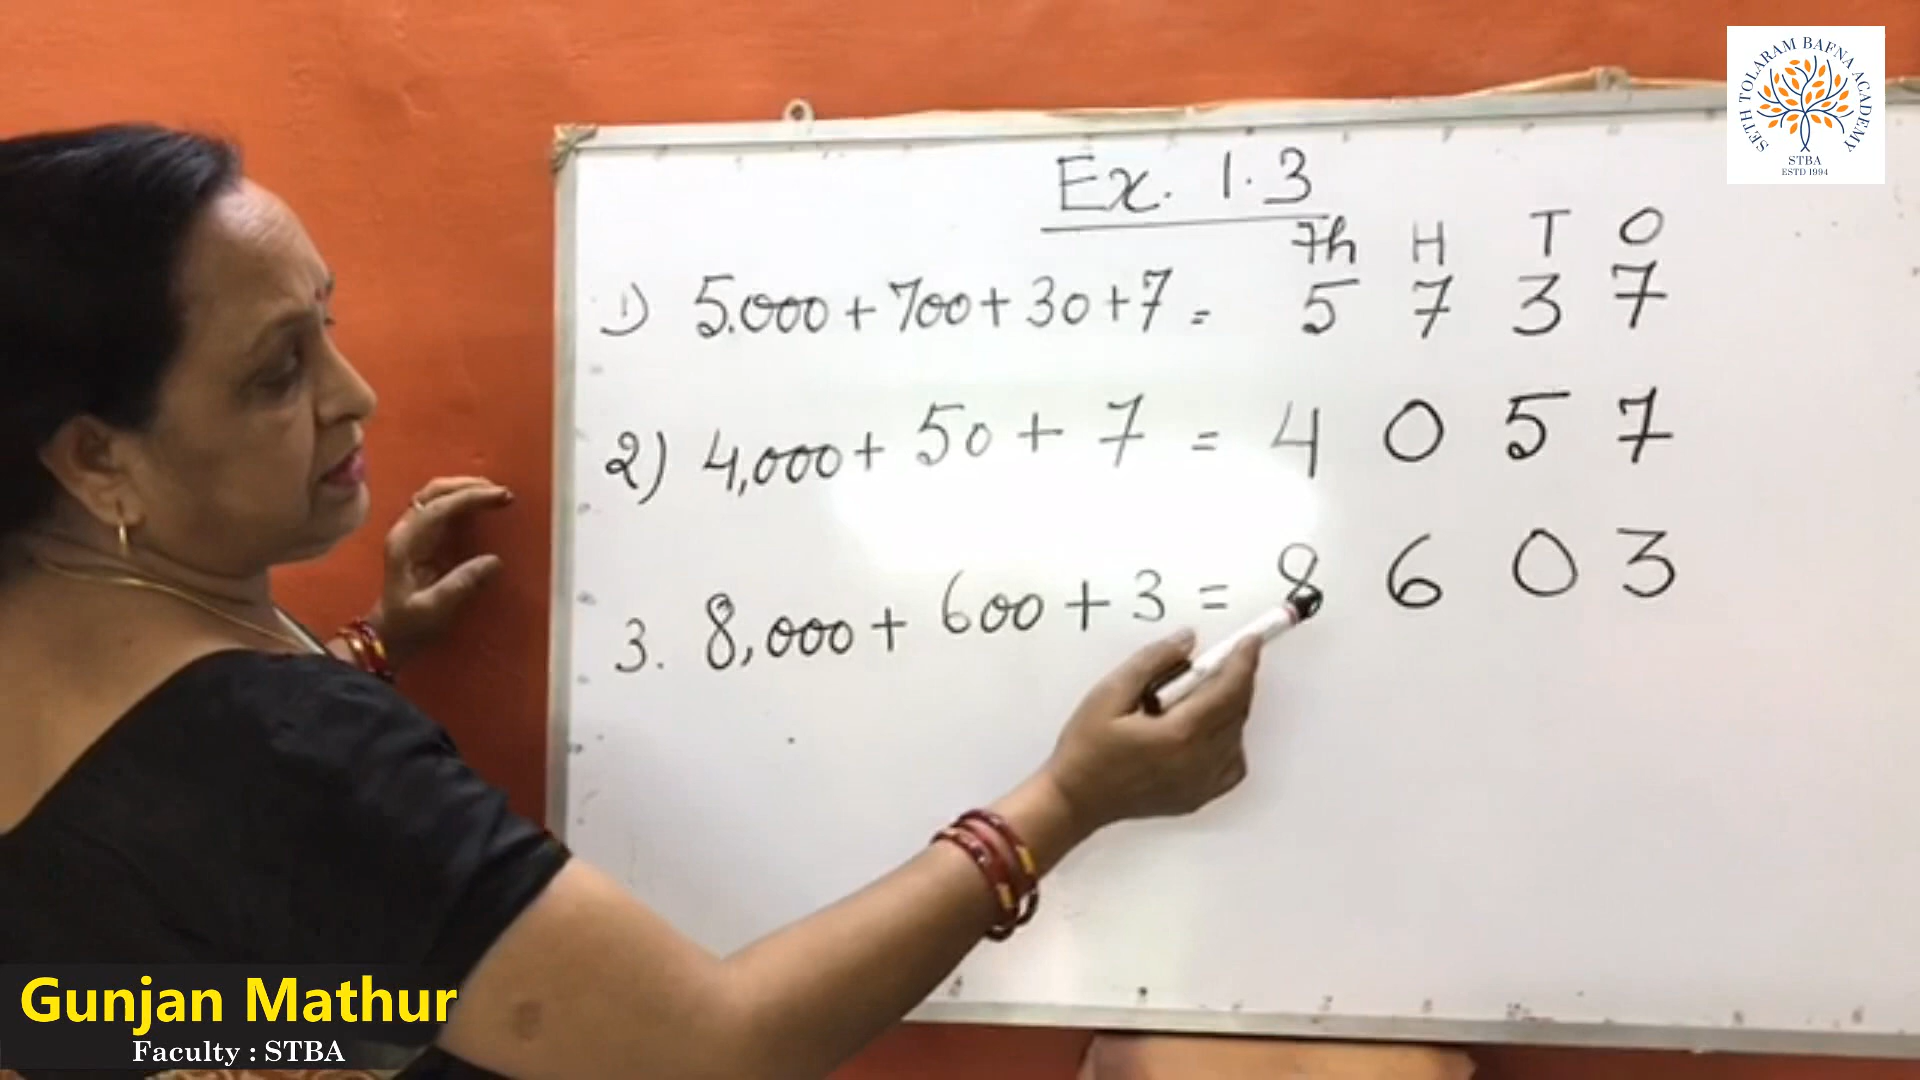 SETH TOLARAM BAFNA ACADEMY
STBA
ESTD 1994
Ex. 1.3
Th H T O
1) 5,000 + 700 + 30 + 7 = 5 7 3 7
2) 4,000 + 50 + 7 = 4 0 5 7
3. 8,000 + 600 + 3 = 8 6 0 3
Gunjan Mathur
Faculty : STBA